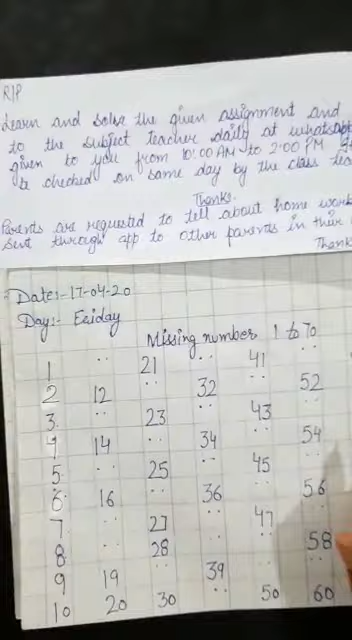 R/P
Learn and solve the given assignment and
to the subject teacher daily at whatsapp
given to you from 10:00 AM to 2:00 PM
be checked on same day by the class
Thanks.
Parents are requested to tell about home work
sent through app to other parents in their
Thank
Date:-17-04-20
Day:- Friday
Missing number 1 to 70
1 .. 21 .. 41 ..
2 12 .. 32 .. 52
3. .. 23 .. 43 ..
4 14 .. 34 .. 54
5. .. 25 .. 45 ..
6. 16 .. 36 .. 56
7 .. 27 .. 47 ..
8 .. 28 .. .. 58
9 19 .. 39 .. ..
10 20 30 .. 50 60